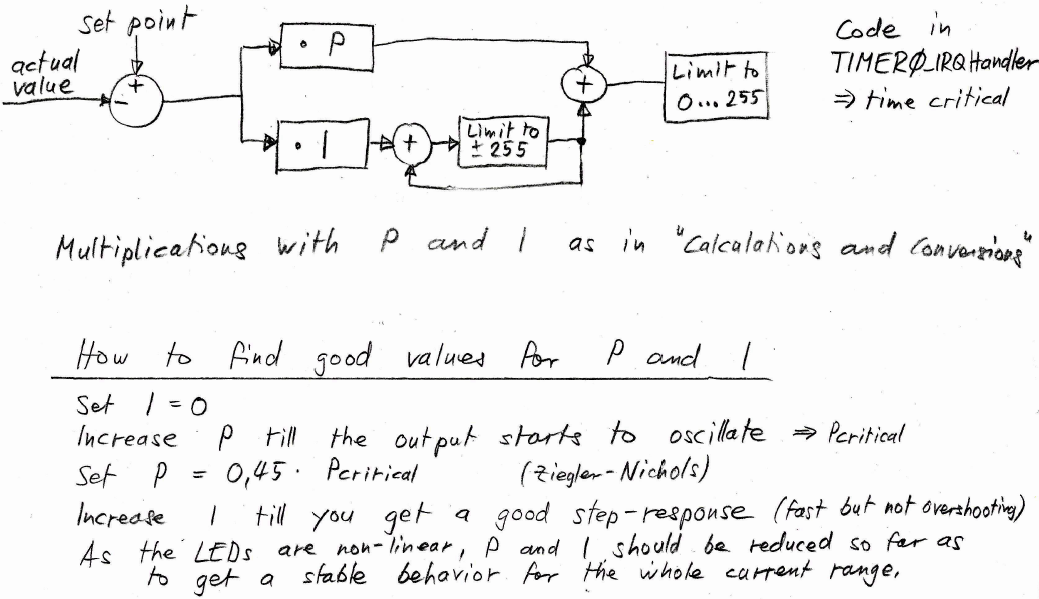 set point
actual
value
+
-
· P
· I
+
Limit to
± 255
+
Limit to
0...255
Code in
TIMER0_IRQHandler
⇒ time critical
Multiplications with P and I as in "Calculations and Conversions"
How to find good values for P and I
Set I = 0
Increase P till the output starts to oscillate ⇒ Pcritical
Set P = 0,45 · Pcritical (Ziegler-Nichols)
Increase I till you get a good step-response (fast but not overshooting)
As the LEDs are non-linear, P and I should be reduced so far as
to get a stable behavior for the whole current range.